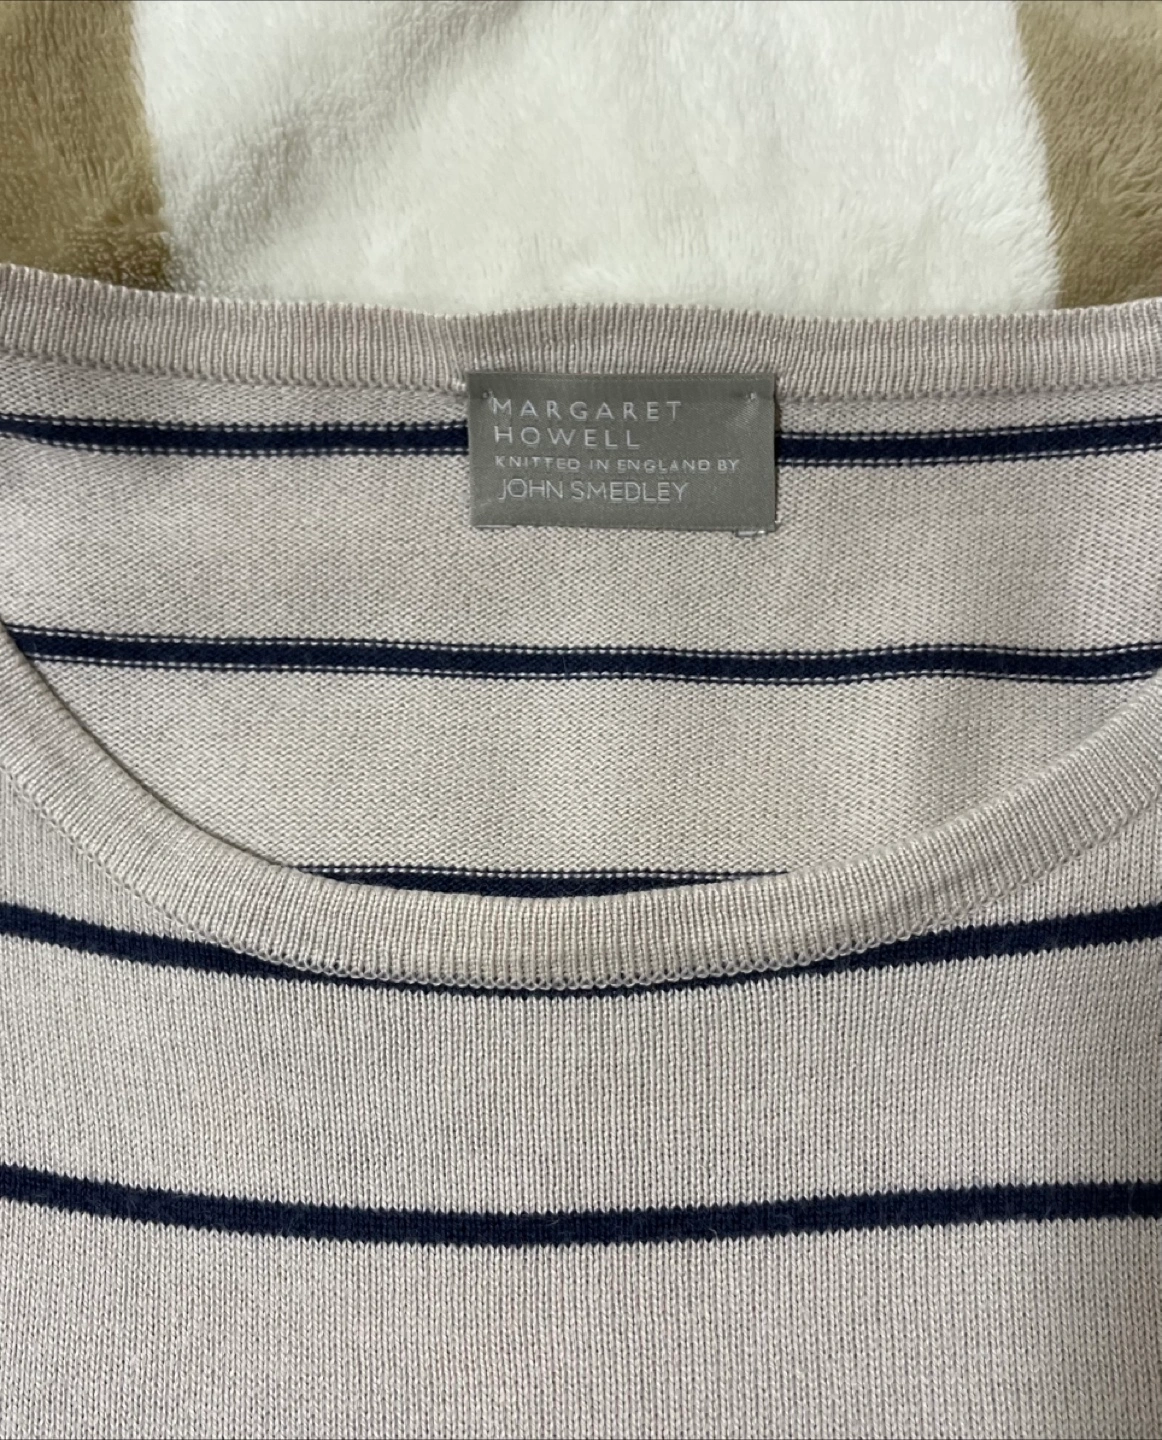 MARGARET
HOWELL
KNITTED IN ENGLAND BY
JOHN SMEDLEY